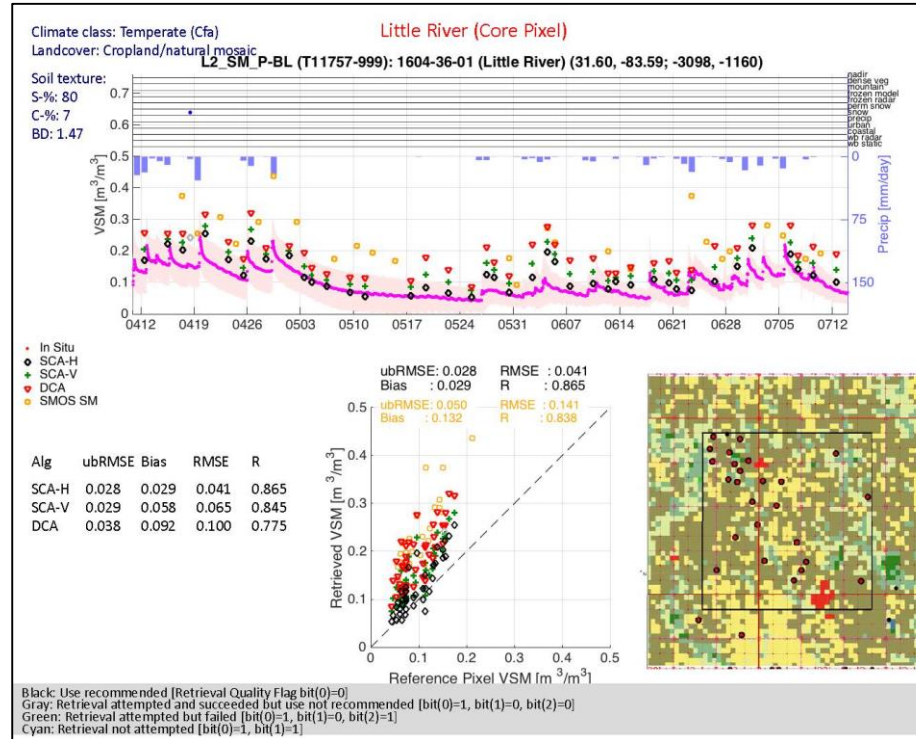 Little River (Core Pixel)
Climate class: Temperate (Cfa)
Landcover: Cropland/natural mosaic
L2_SM_P-BL (T11757-999): 1604-36-01 (Little River) (31.60, -83.59; -3098, -1160)
Soil texture:
S-%: 80
C-%: 7
BD: 1.47
nadir
dense veg
mountain
frozen model
frozen radar
perm snow
snow
precip
urban
coastal
wb radar
wb static
VSM [m³/m³]
0.7
0.6
0.5
0.4
0.3
0.2
0.1
0
0
75
150
Precip [mm/day]
0412 0419 0426 0503 0510 0517 0524 0531 0607 0614 0621 0628 0705 0712
In Situ
SCA-H
SCA-V
DCA
SMOS SM
Alg ubRMSE Bias RMSE R
SCA-H 0.028 0.029 0.041 0.865
SCA-V 0.029 0.058 0.065 0.845
DCA 0.038 0.092 0.100 0.775
ubRMSE: 0.028 RMSE : 0.041
Bias : 0.029 R : 0.865
ubRMSE: 0.050 RMSE : 0.141
Bias : 0.132 R : 0.838
Retrieved VSM [m³/m³]
0.5
0.4
0.3
0.2
0.1
0
0 0.1 0.2 0.3 0.4 0.5
Reference Pixel VSM [m³/m³]
Black: Use recommended [Retrieval Quality Flag bit(0)=0]
Gray: Retrieval attempted and succeeded but use not recommended [bit(0)=1, bit(1)=0, bit(2)=0]
Green: Retrieval attempted but failed [bit(0)=1, bit(1)=0, bit(2)=1]
Cyan: Retrieval not attempted [bit(0)=1, bit(1)=1]